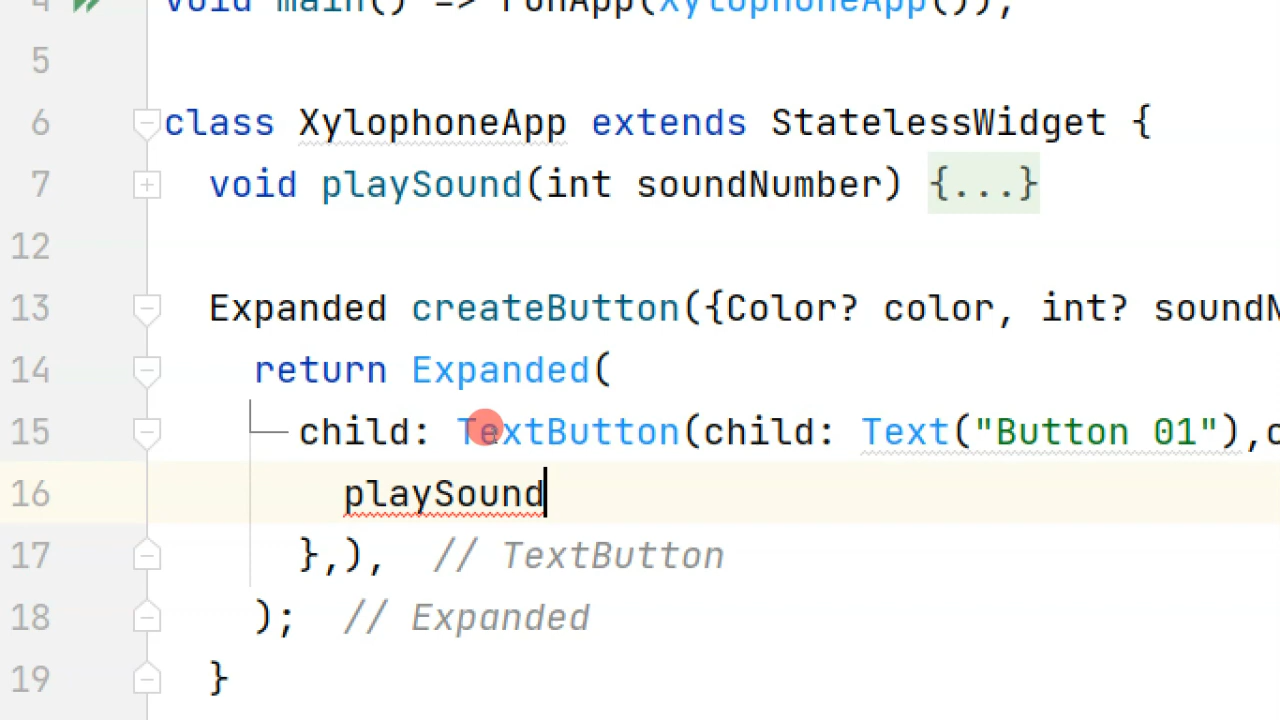 4 void main() => runApp(XylophoneApp());
5
6 class XylophoneApp extends StatelessWidget {
7 void playSound(int soundNumber) {...}
12
13 Expanded createButton({Color? color, int?
14 return Expanded(
15 child: TextButton(child: Text("Button 01"),
16 playSound
17 },), // TextButton
18 ); // Expanded
19 }